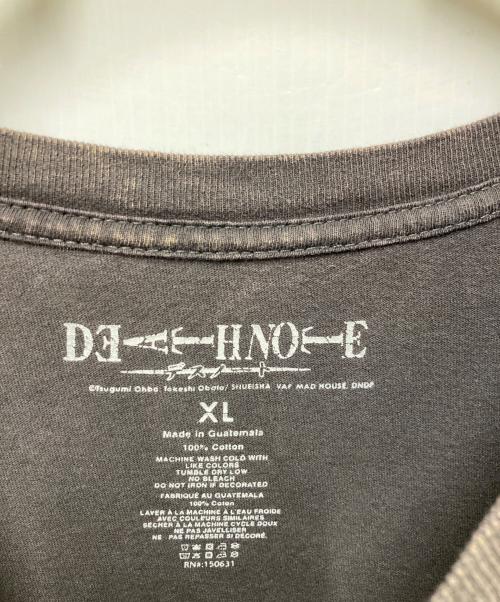 DEATH NOTE
デスノート
©Tsugumi Ohba, Takeshi Obata/ SHUEISHA VAP, MAD HOUSE, DNDP
XL
Made in Guatemala
100% Cotton
MACHINE WASH COLD WITH
LIKE COLORS
TUMBLE DRY LOW
NO BLEACH
DO NOT IRON IF DECORATED
FABRIQUÉ AU GUATEMALA
100% Coton
LAVER À LA MACHINE À L'EAU FROIDE
AVEC COULEURS SIMILAIRES
SÉCHER À LA MACHINE CYCLE DOUX
NE PAS JAVELLISER
NE PAS REPASSER SI DÉCORÉ.
RN#:150631